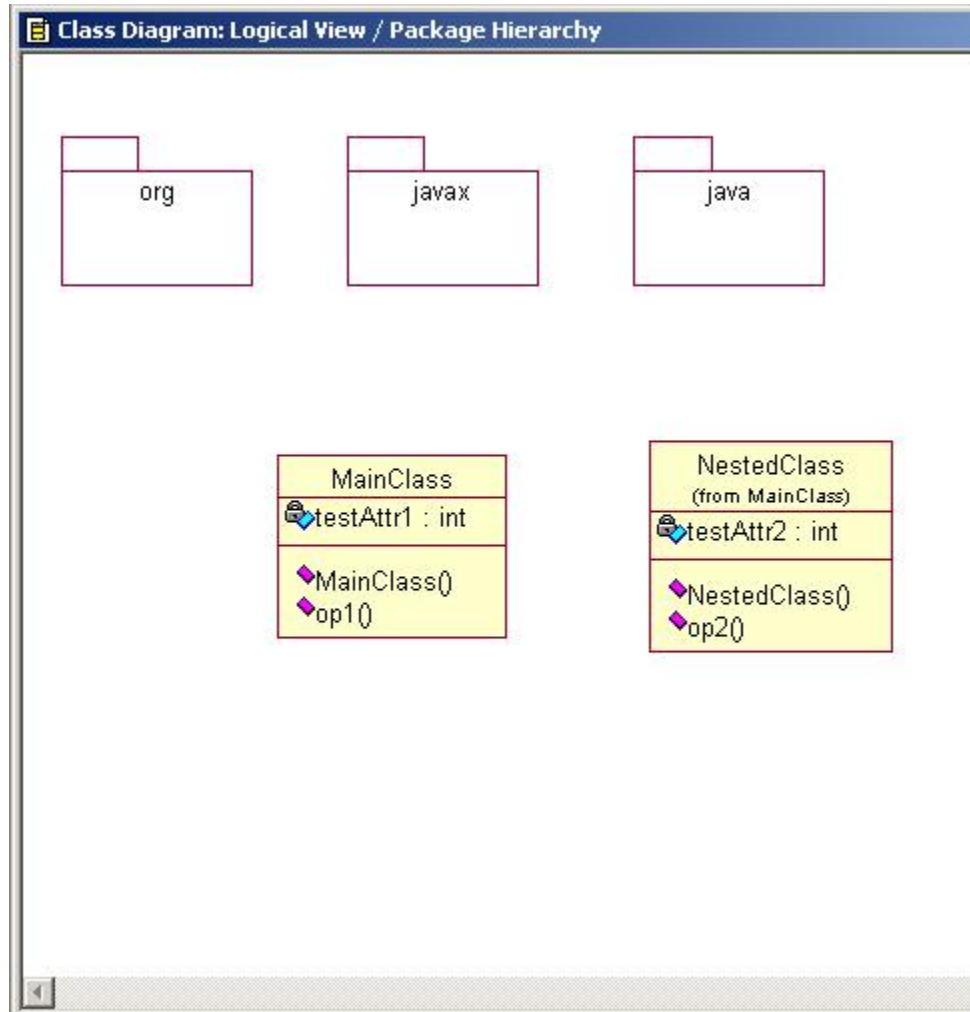 Class Diagram: Logical View / Package Hierarchy
org
javax
java
MainClass
testAttr1 : int
MainClass()
op1()
NestedClass
(from MainClass)
testAttr2 : int
NestedClass()
op2()